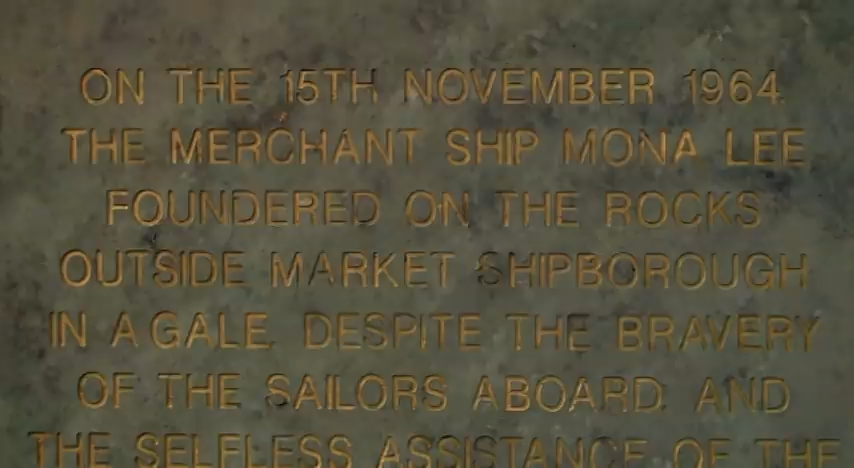 ON THE 15TH NOVEMBER 1964.
THE MERCHANT SHIP MONA LEE
FOUNDERED ON THE ROCKS
OUTSIDE MARKET SHIPBOROUGH
IN A GALE. DESPITE THE BRAVERY
OF THE SAILORS ABOARD. AND
THE SELFLESS ASSISTANCE OF THE